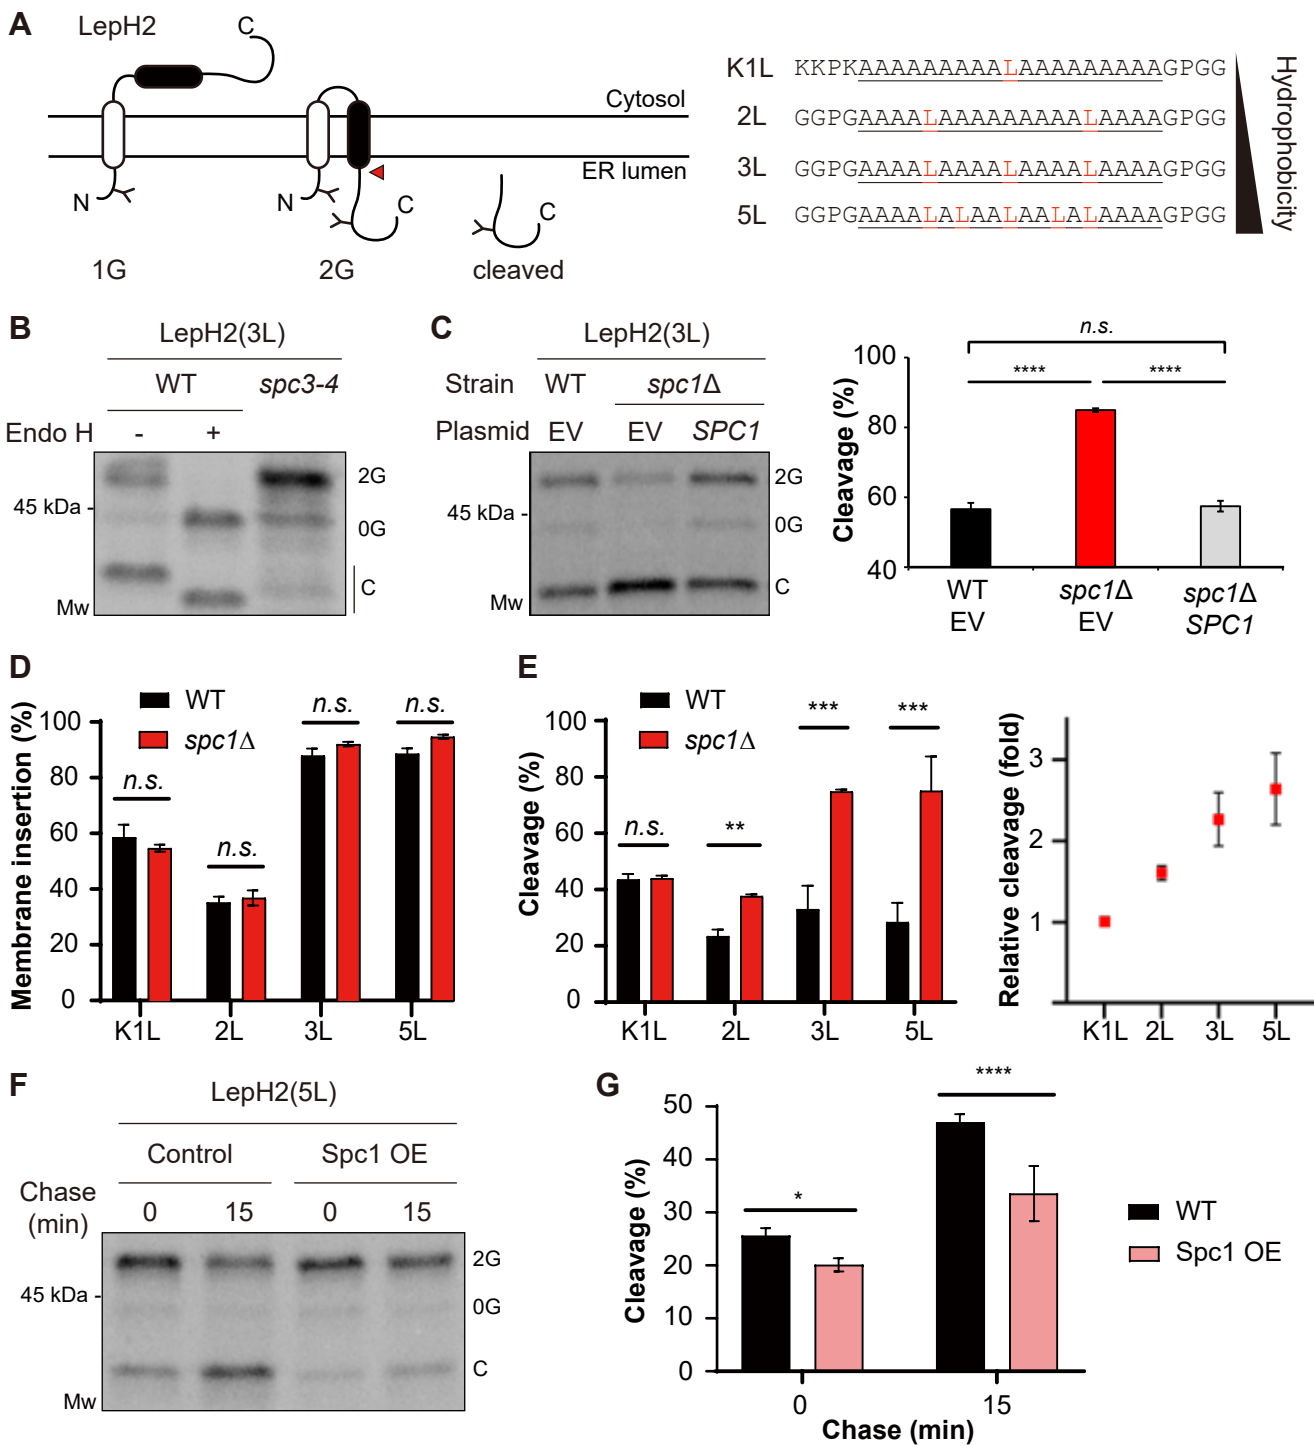 A
LepH2
C
Cytosol
ER lumen
N
N
C
C
1G
2G
cleaved
K1L KKPKAAAAAAAAALAAAAAAAAAGPGG
2L GGPGAAAALAAAAAAAAALAAAAGPGG
3L GGPGAAAALAAAALAAAALAAAAGPGG
5L GGPGAAAALALAALAALALAAAAGPGG
Hydrophobicity
B
LepH2(3L)
WT spc3-4
Endo H - +
2G
45 kDa -
0G
C
Mw
C
LepH2(3L)
Strain WT spc1Δ
Plasmid EV EV SPC1
2G
45 kDa -
0G
C
Mw
n.s.
**** ****
Cleavage (%)
100
80
60
40
WT spc1Δ spc1Δ
EV EV SPC1
D
WT
spc1Δ
Membrane insertion (%)
100
80
60
40
20
0
n.s. n.s. n.s. n.s.
K1L 2L 3L 5L
E
WT
spc1Δ
Cleavage (%)
100
80
60
40
20
0
n.s. ** *** ***
K1L 2L 3L 5L
Relative cleavage (fold)
3
2
1
K1L 2L 3L 5L
F
LepH2(5L)
Control Spc1 OE
Chase
(min) 0 15 0 15
2G
45 kDa -
0G
C
Mw
G
Cleavage (%)
50
40
30
20
10
0
* ****
0 15
Chase (min)
WT
Spc1 OE